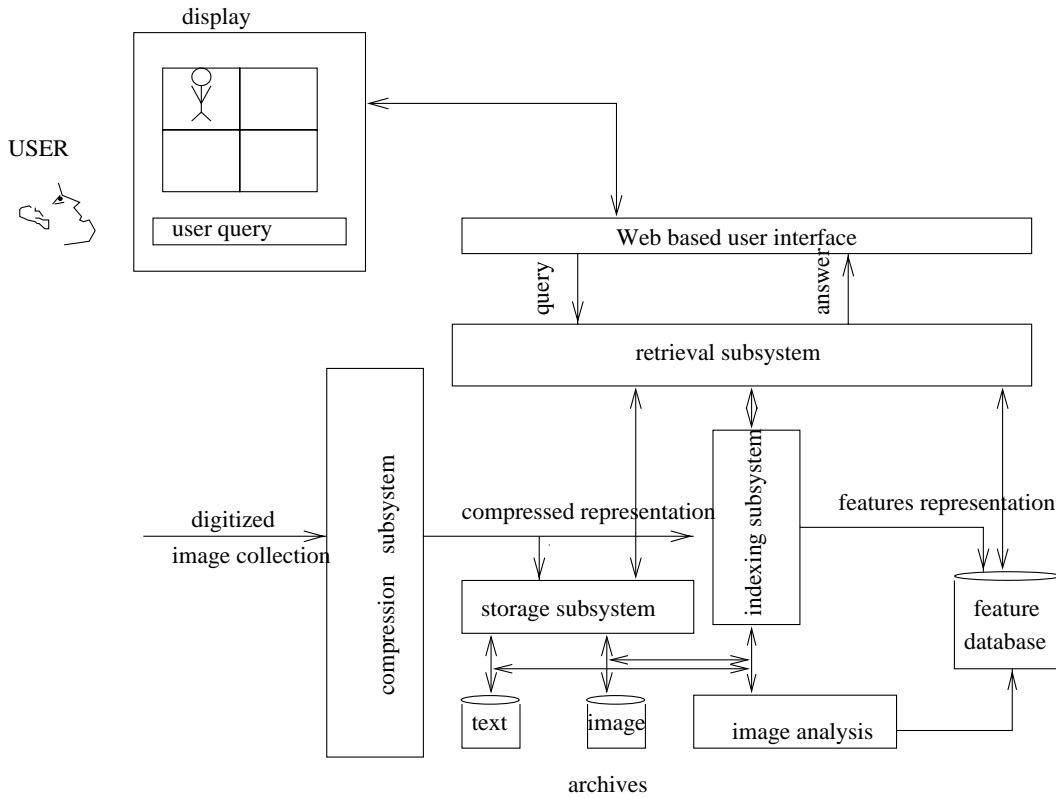 display
USER
user query
Web based user interface
query
answer
retrieval subsystem
digitized
image collection
compression subsystem
compressed representation
indexing subsystem
features representation
storage subsystem
feature
database
text
image
image analysis
archives